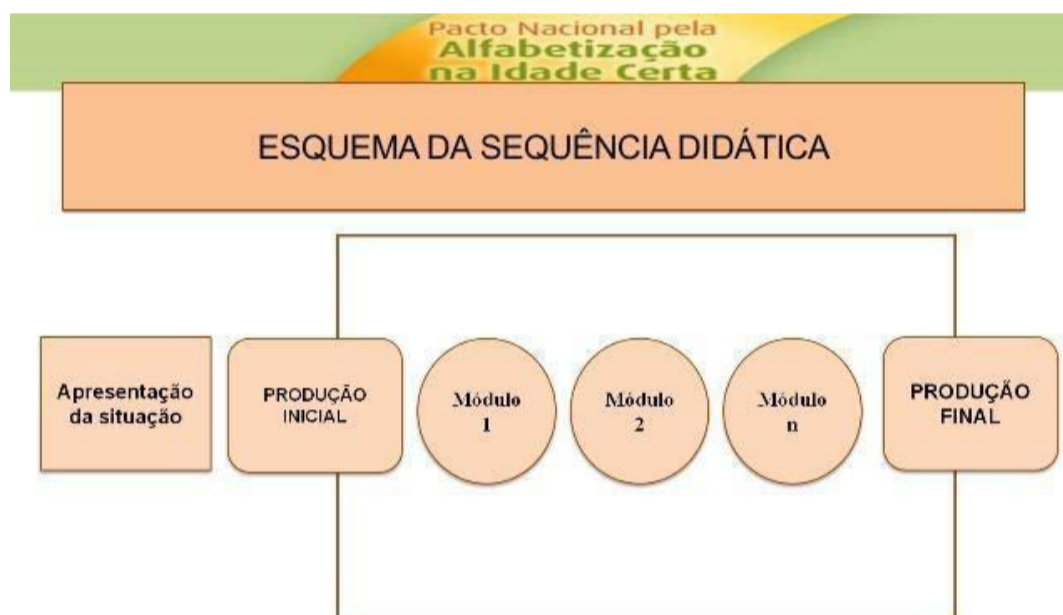 Pacto Nacional pela
Alfabetização
na Idade Certa
ESQUEMA DA SEQUÊNCIA DIDÁTICA
Apresentação
da situação
PRODUÇÃO
INICIAL
Módulo
1
Módulo
2
Módulo
n
PRODUÇÃO
FINAL